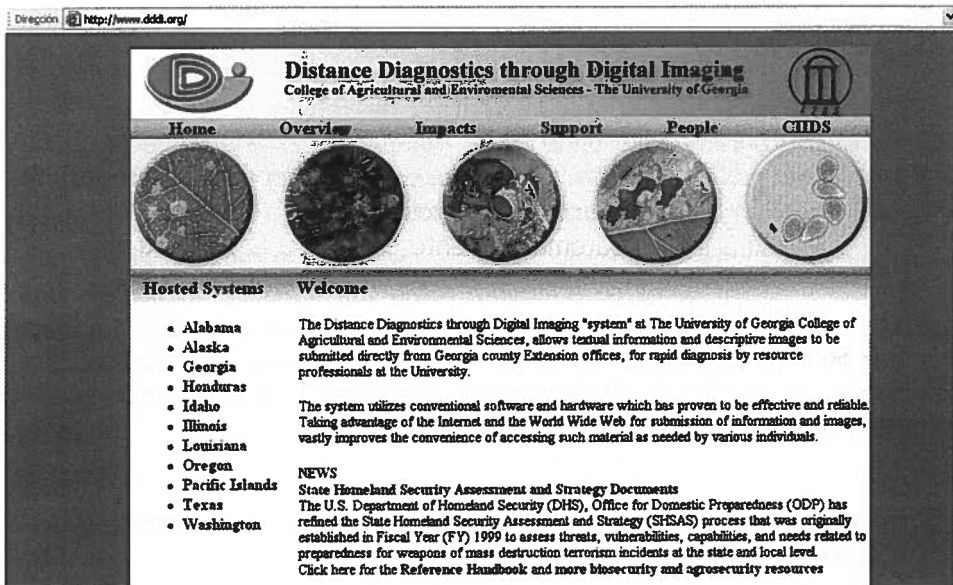 Dirección http://www.dddi.org/
Distance Diagnostics through Digital Imaging
College of Agricultural and Enviromental Sciences - The University of Georgia
Home Overview Impacts Support People CIIDS
Hosted Systems Welcome
• Alabama
• Alaska
• Georgia
• Honduras
• Idaho
• Illinois
• Louisiana
• Oregon
• Pacific Islands
• Texas
• Washington
The Distance Diagnostics through Digital Imaging "system" at The University of Georgia College of
Agricultural and Environmental Sciences, allows textual information and descriptive images to be
submitted directly from Georgia county Extension offices, for rapid diagnosis by resource
professionals at the University.
The system utilizes conventional software and hardware which has proven to be effective and reliable.
Taking advantage of the Internet and the World Wide Web for submission of information and images,
vastly improves the convenience of accessing such material as needed by various individuals.
NEWS
State Homeland Security Assessment and Strategy Documents
The U.S. Department of Homeland Security (DHS), Office for Domestic Preparedness (ODP) has
refined the State Homeland Security Assessment and Strategy (SHSAS) process that was originally
established in Fiscal Year (FY) 1999 to assess threats, vulnerabilities, capabilities, and needs related to
preparedness for weapons of mass destruction terrorism incidents at the state and local level.
Click here for the Reference Handbook and more biosecurity and agrosecurity resources